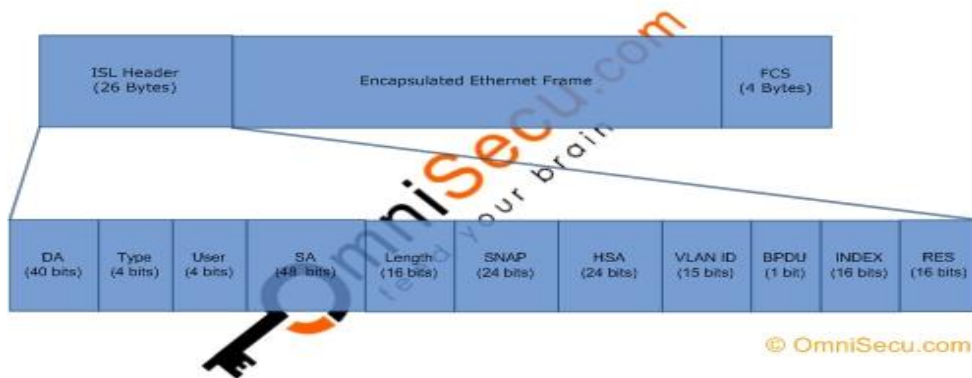 ISL Header
(26 Bytes)
Encapsulated Ethernet Frame
FCS
(4 Bytes)
DA
(40 bits)
Type
(4 bits)
User
(4 bits)
SA
(48 bits)
Length
(16 bits)
SNAP
(24 bits)
HSA
(24 bits)
VLAN ID
(15 bits)
BPDU
(1 bit)
INDEX
(16 bits)
RES
(16 bits)
OmniSecu.com
feed your brain
© OmniSecu.com